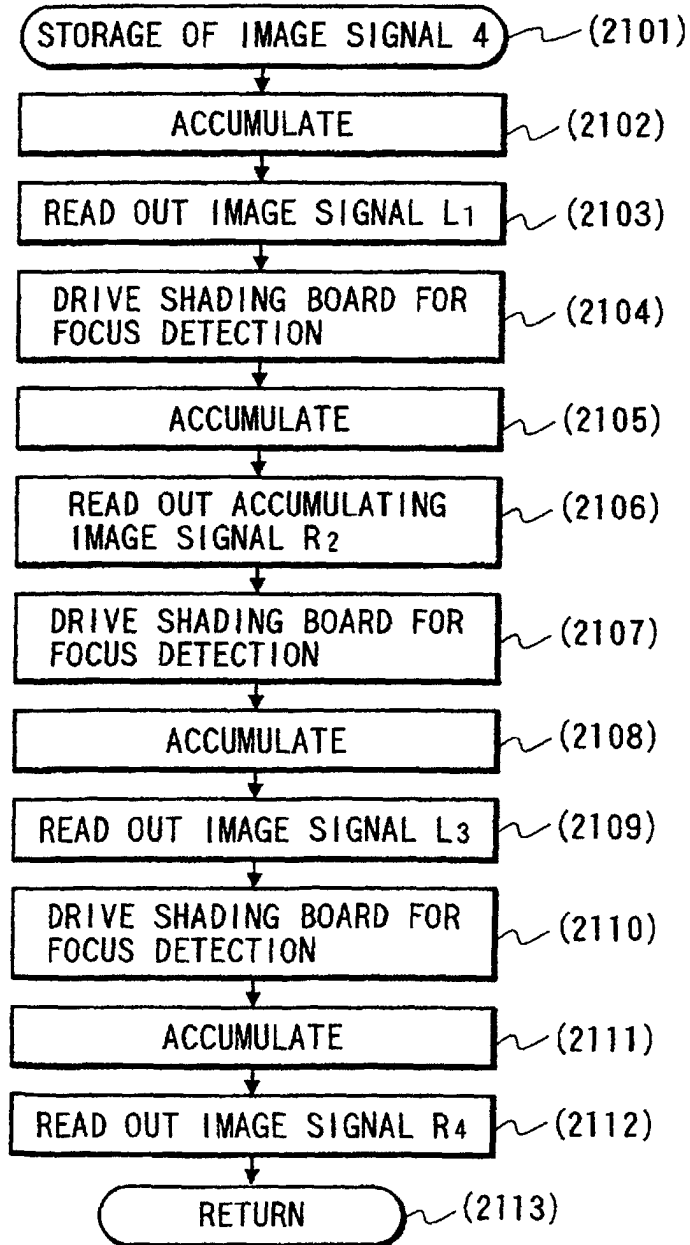 STORAGE OF IMAGE SIGNAL 4 (2101)
ACCUMULATE (2102)
READ OUT IMAGE SIGNAL L1 (2103)
DRIVE SHADING BOARD FOR
FOCUS DETECTION (2104)
ACCUMULATE (2105)
READ OUT ACCUMULATING
IMAGE SIGNAL R2 (2106)
DRIVE SHADING BOARD FOR
FOCUS DETECTION (2107)
ACCUMULATE (2108)
READ OUT IMAGE SIGNAL L3 (2109)
DRIVE SHADING BOARD FOR
FOCUS DETECTION (2110)
ACCUMULATE (2111)
READ OUT IMAGE SIGNAL R4 (2112)
RETURN (2113)